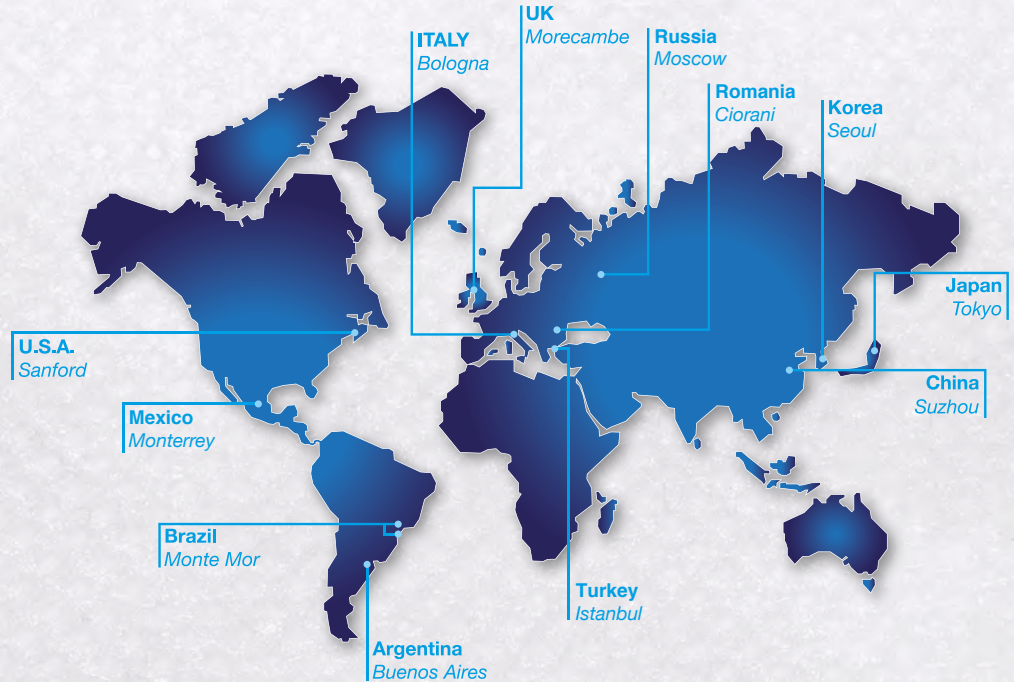 UK
Morecambe
ITALY
Bologna
Russia
Moscow
Romania
Ciorani
Korea
Seoul
Japan
Tokyo
U.S.A.
Sanford
China
Suzhou
Mexico
Monterrey
Brazil
Monte Mor
Turkey
Istanbul
Argentina
Buenos Aires